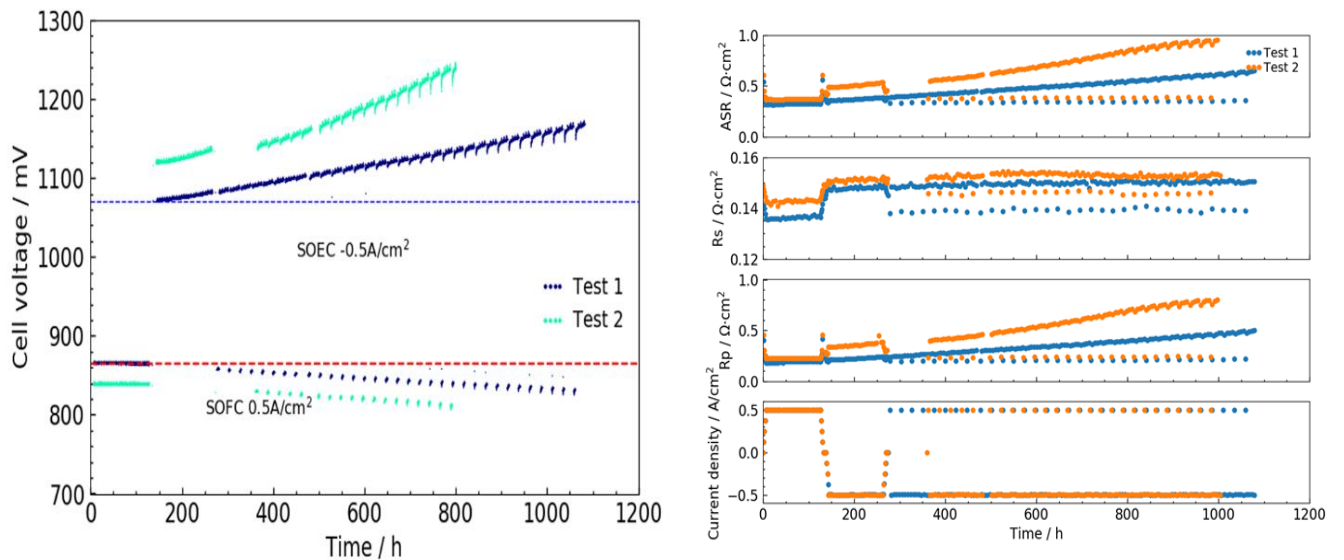 1300
1200
1100
1000
900
800
700
0
200
400
600
800
1000
1200
Cell voltage / mV
Time / h
SOEC -0.5A/cm²
Test 1
Test 2
SOFC 0.5A/cm²
1.0
0.5
0.0
ASR / Ω·cm²
Test 1
Test 2
0.16
0.14
0.12
Rs / Ω·cm²
1.0
0.5
0.0
Rp / Ω·cm²
0.5
0.0
−0.5
Current density / A/cm²
0
200
400
600
800
1000
1200
Time / h